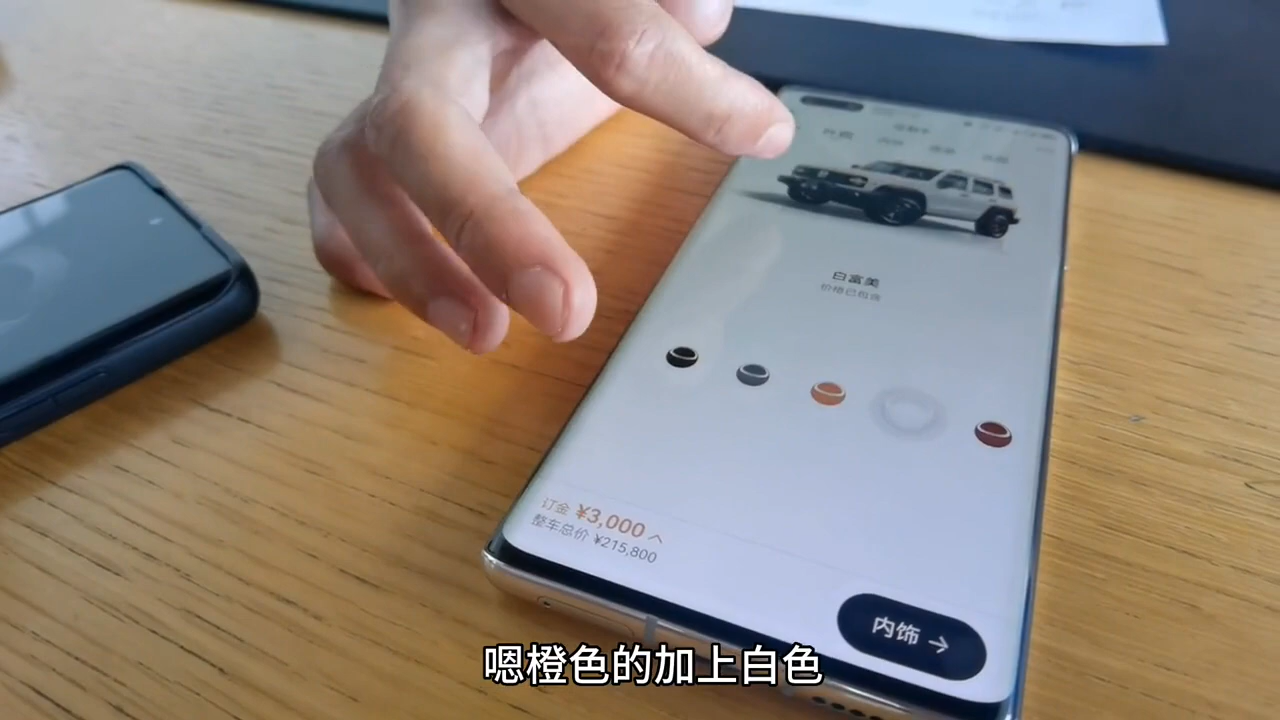 白富美
价格已包含
订金 ¥3,000
整车总价 ¥215,800
内饰 →
嗯橙色的加上白色